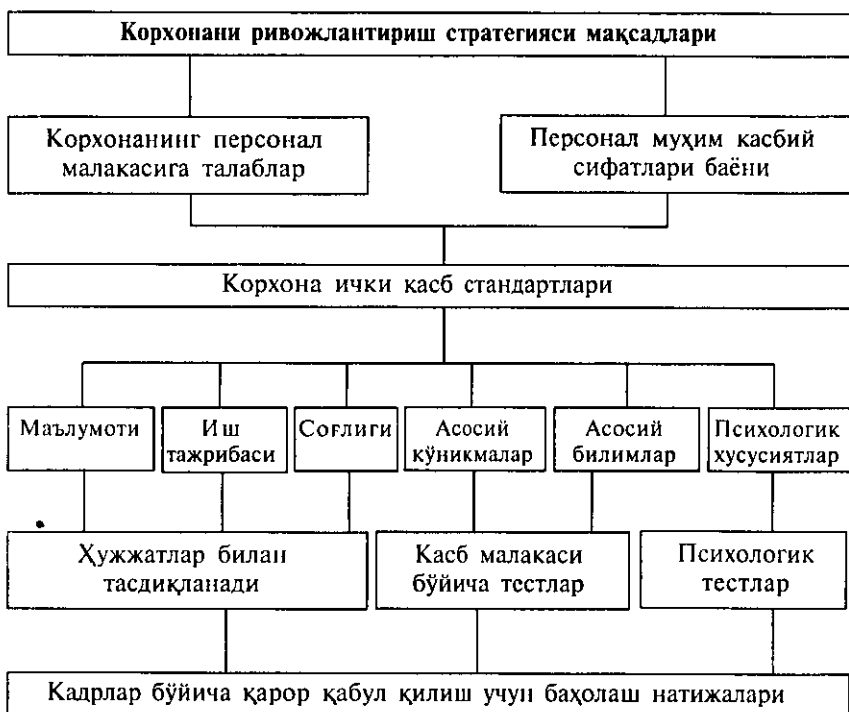 Корхонани ривожлантириш стратегияси мақсадлари
Корхонанинг персонал
малакасига талаблар
Персонал муҳим касбий
сифатлари баёни
Корхона ички касб стандартлари
Маълумоти
Иш
тажрибаси
Соғлиги
Асосий
кўникмалар
Асосий
билимлар
Психологик
хусусиятлар
Ҳужжатлар билан
тасдиқланади
Касб малакаси
бўйича тестлар
Психологик
тестлар
Кадрлар бўйича қарор қабул қилиш учун баҳолаш натижалари